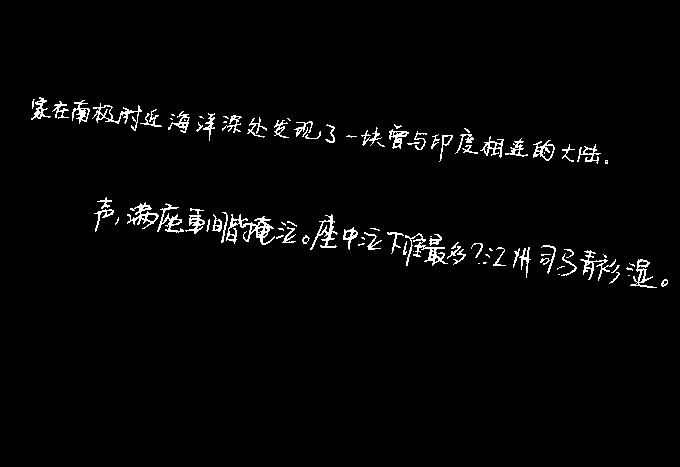 家在南极附近海洋深处发现了一块曾与印度相连的大陆.
声,满座重闻皆掩泣。座中泣下谁最多?江州司马青衫湿。